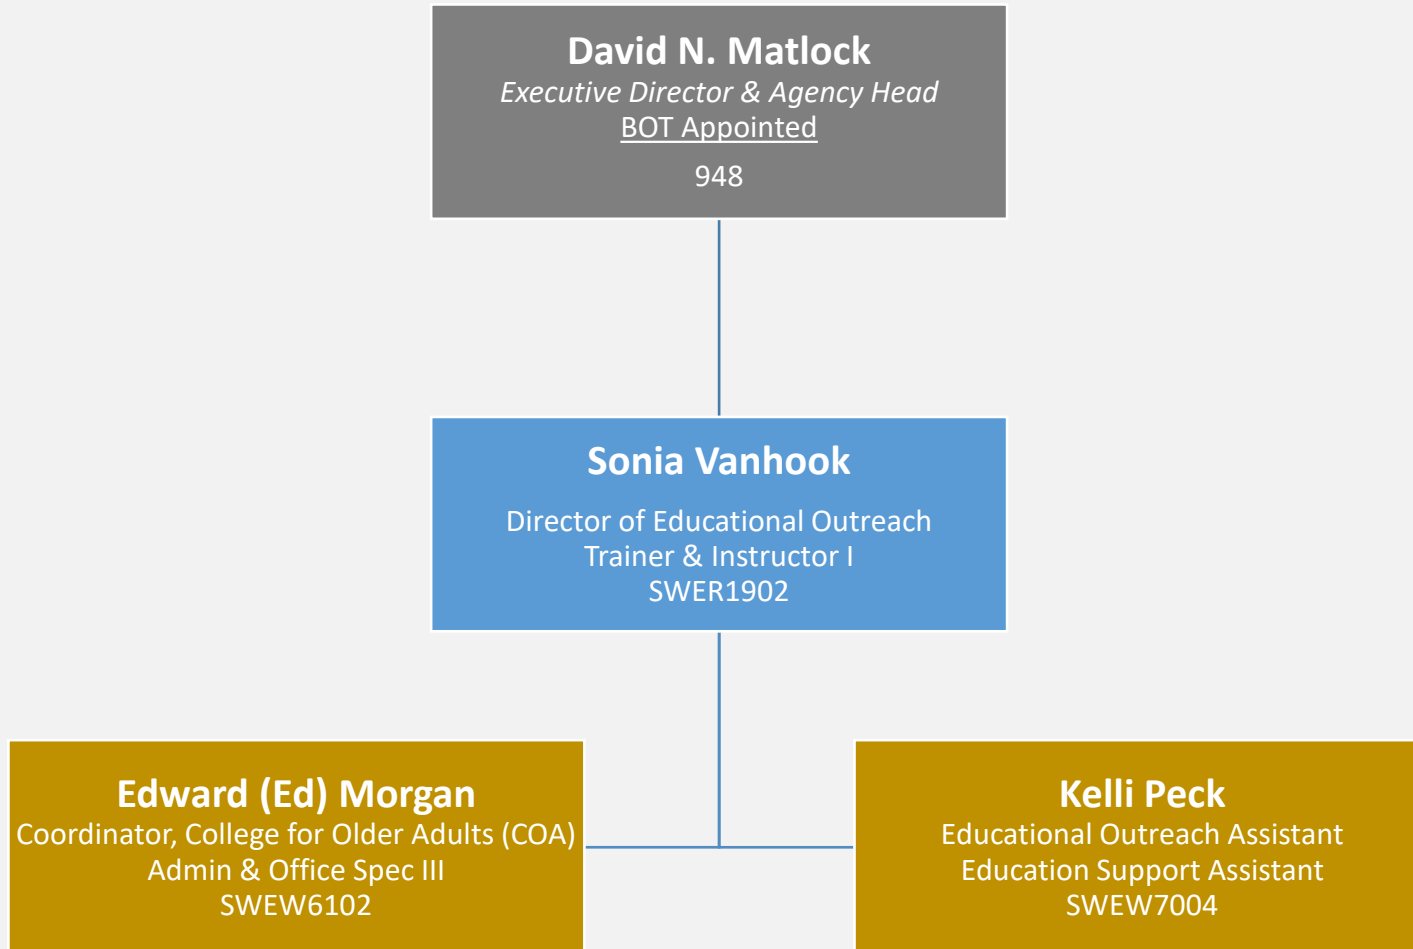 David N. Matlock
Executive Director & Agency Head
BOT Appointed
948
Sonia Vanhook
Director of Educational Outreach
Trainer & Instructor I
SWER1902
Edward (Ed) Morgan
Coordinator, College for Older Adults (COA)
Admin & Office Spec III
SWEW6102
Kelli Peck
Educational Outreach Assistant
Education Support Assistant
SWEW7004